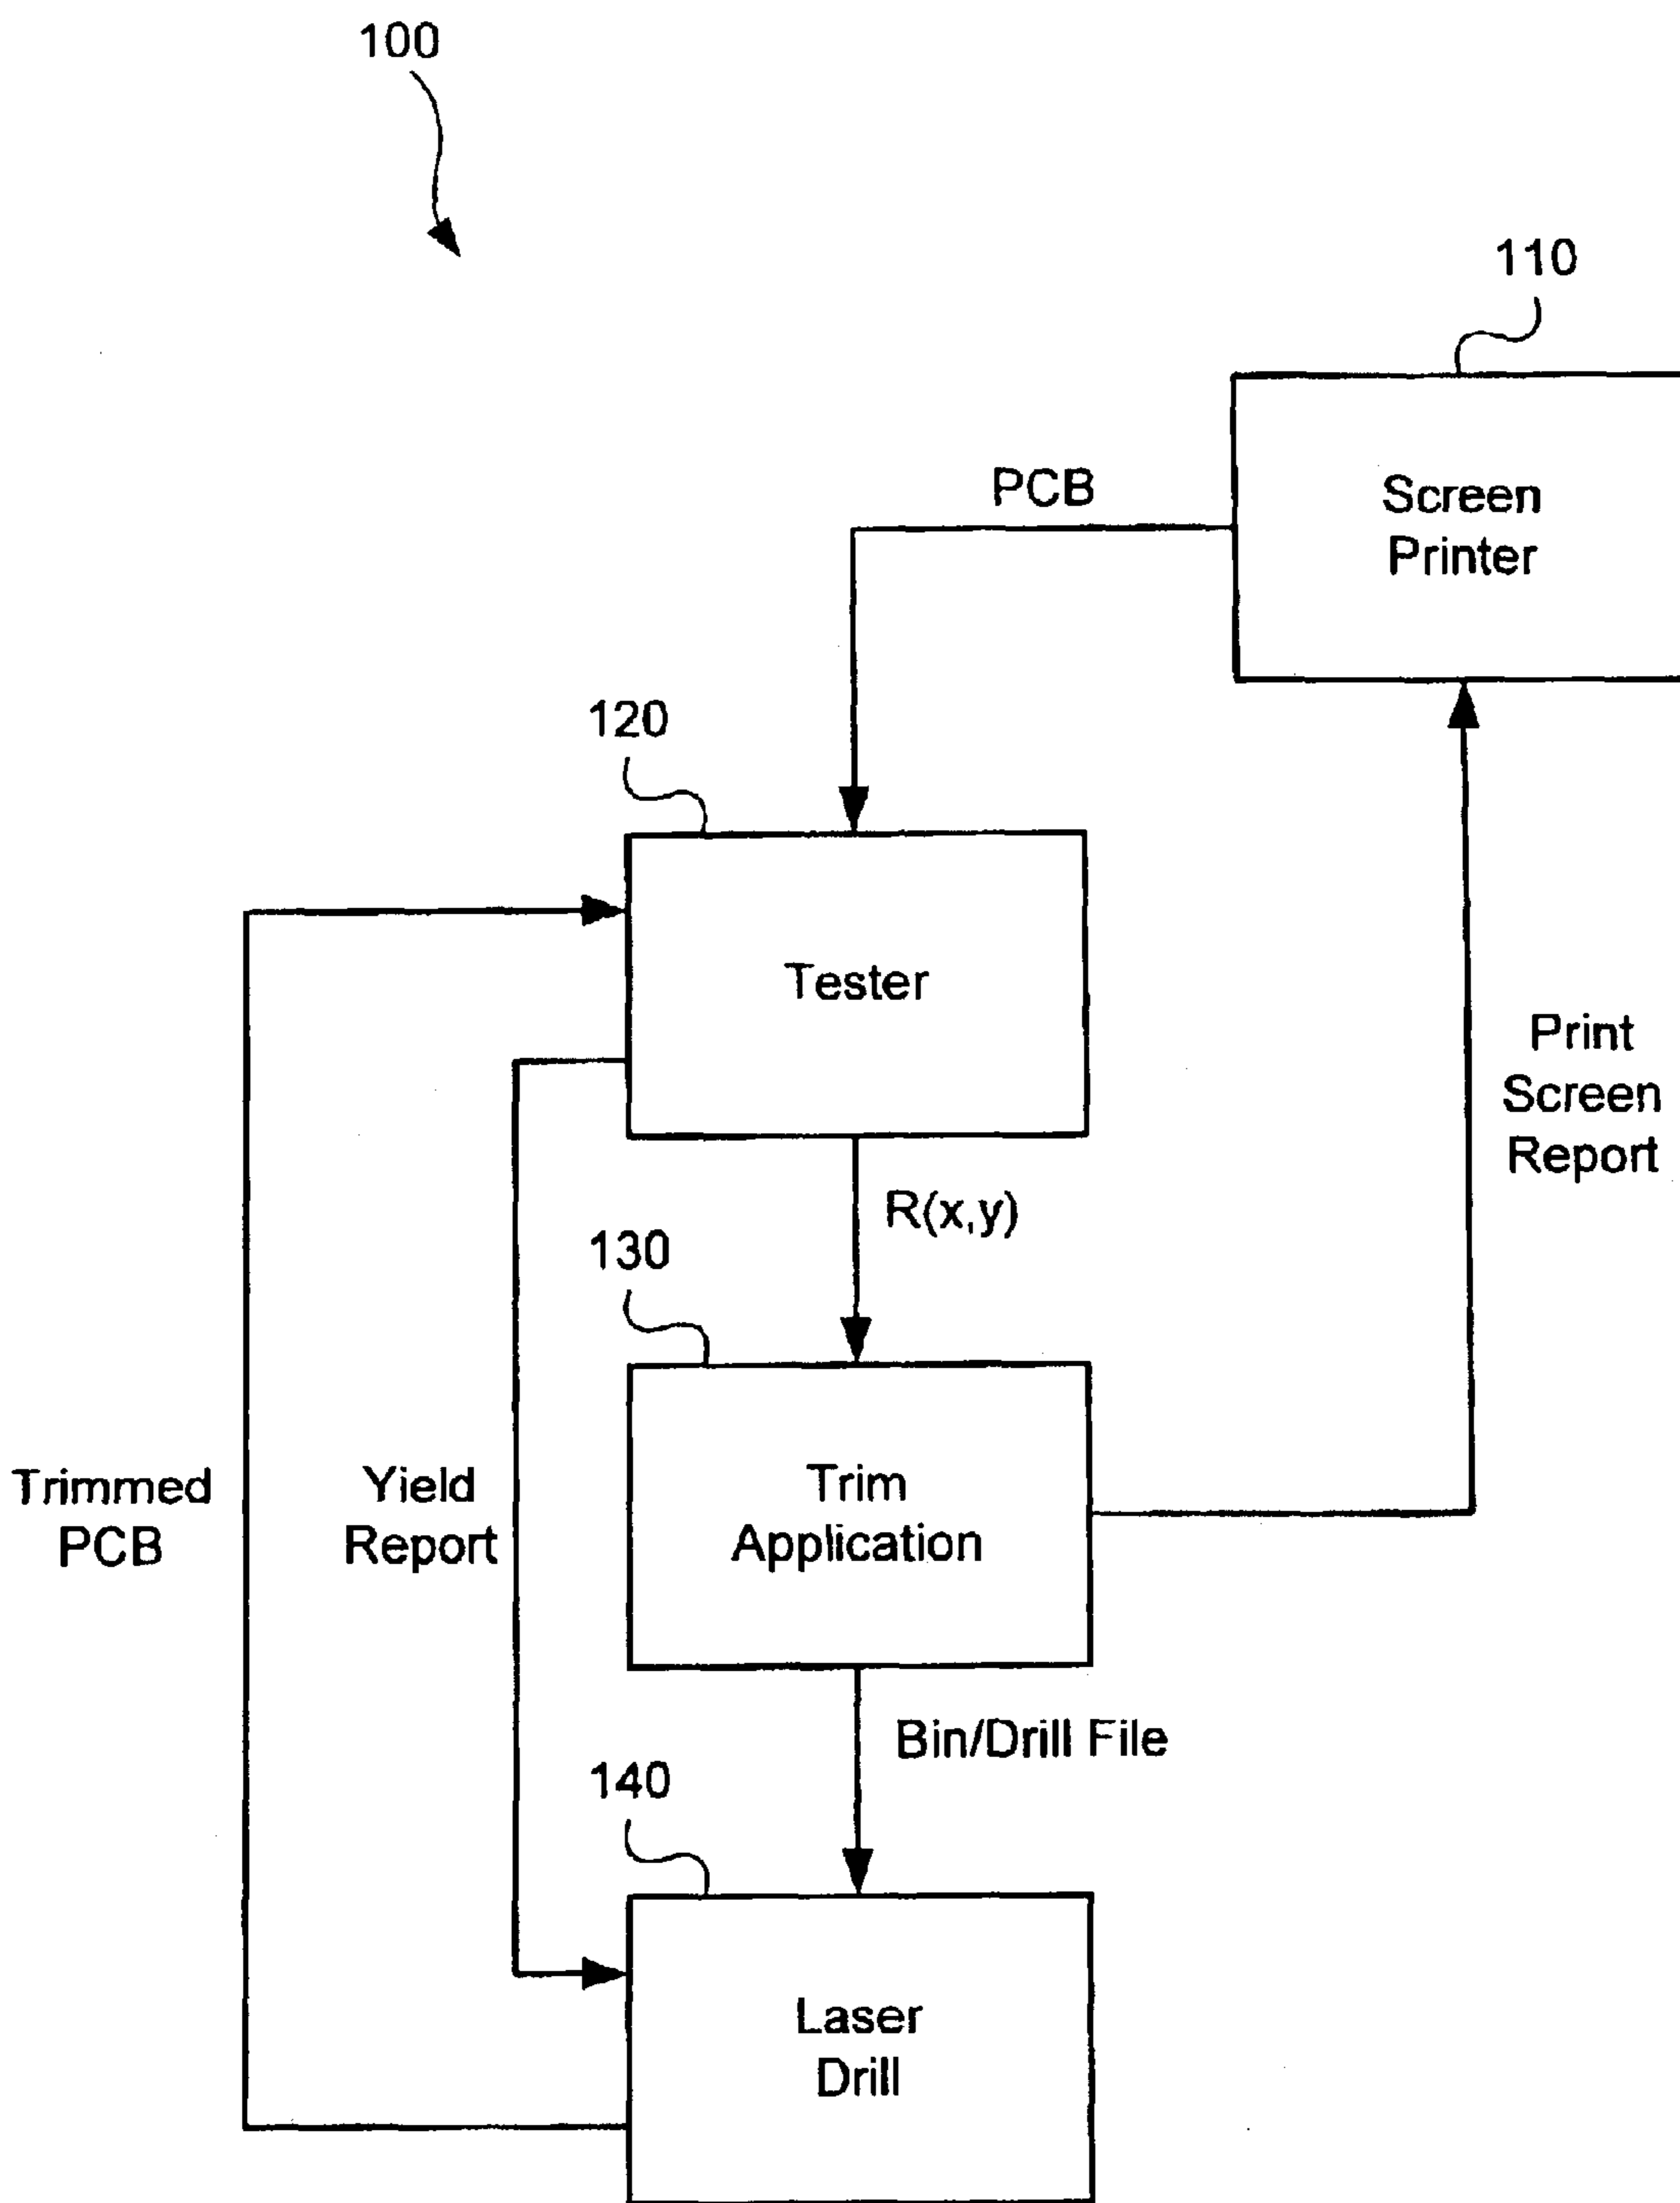 100
110
PCB
Screen
Printer
120
Tester
Print
Screen
Report
R(x,y)
130
Trimmed
PCB
Yield
Report
Trim
Application
Bin/Drill File
140
Laser
Drill